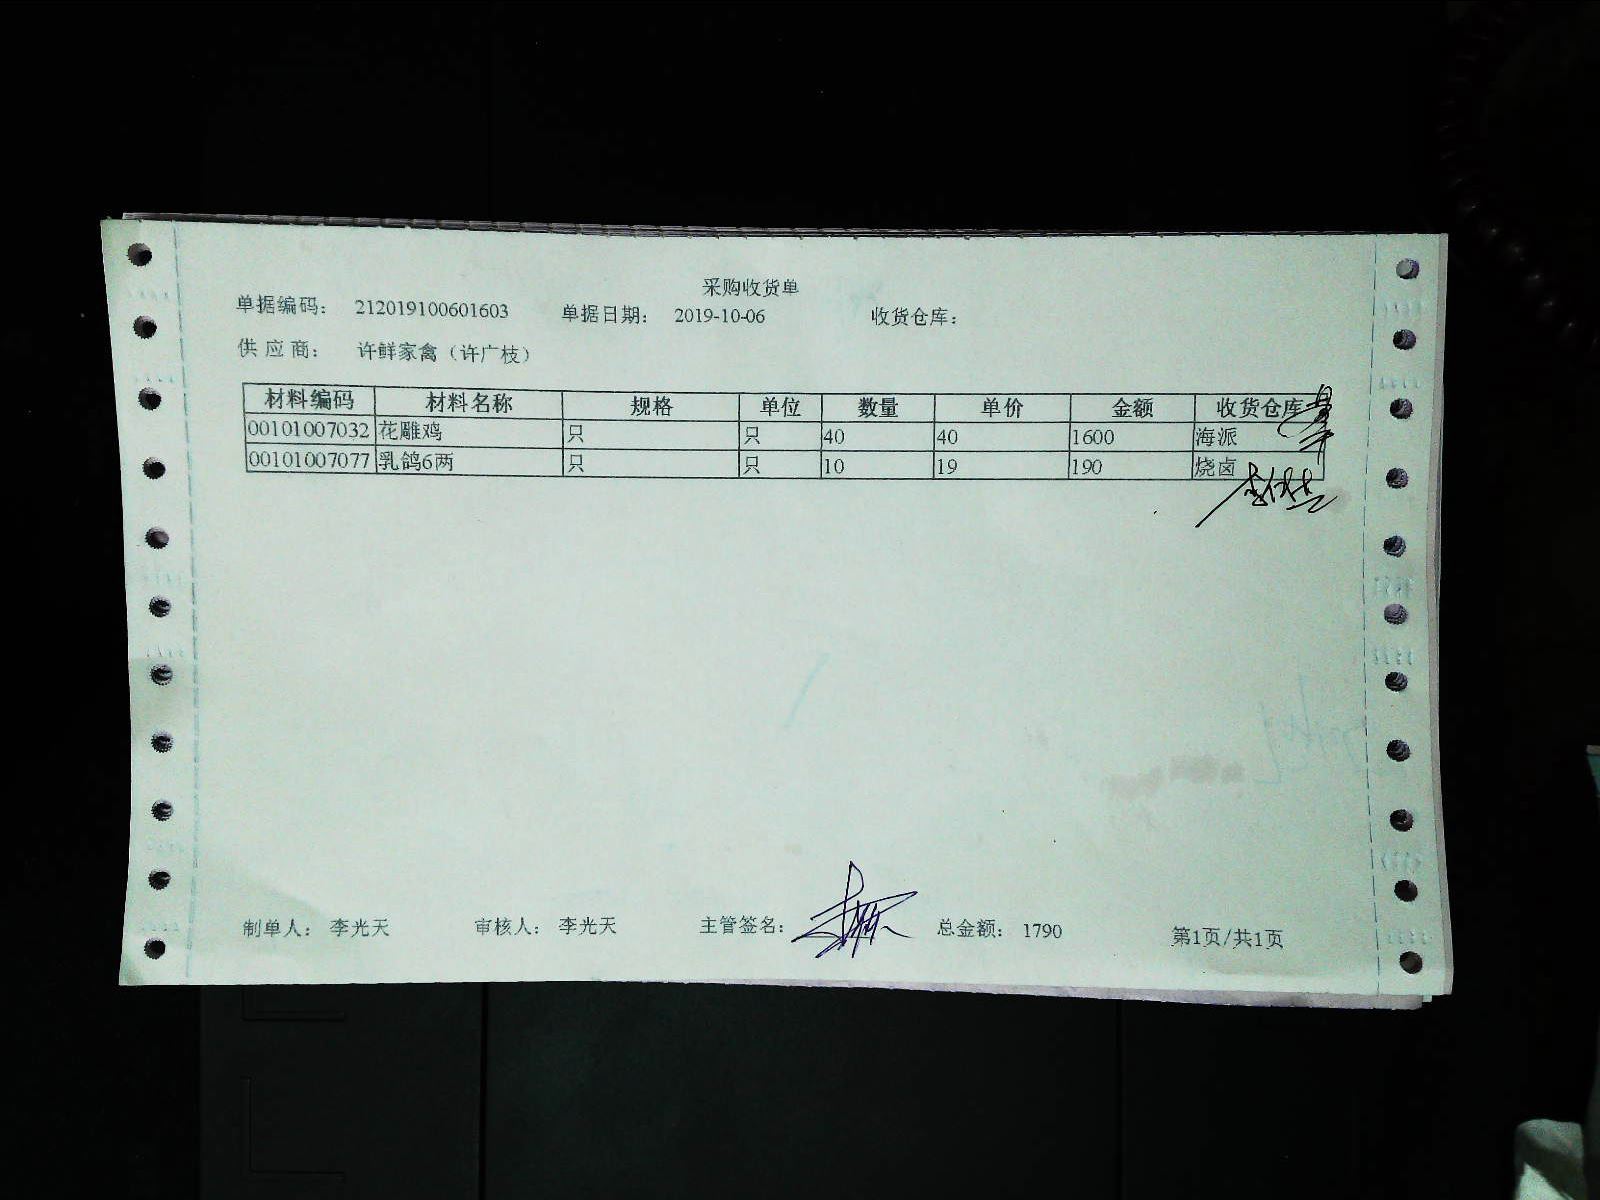 采购收货单
单据编码： 212019100601603 单据日期： 2019-10-06 收货仓库：
供 应 商： 许鲜家禽（许广枝）
材料编码 材料名称 规格 单位 数量 单价 金额 收货仓库
00101007032 花雕鸡 只 只 40 40 1600 海派
00101007077 乳鸽6两 只 只 10 19 190 烧卤
制单人： 李光天 审核人： 李光天 主管签名： 总金额： 1790 第1页/共1页